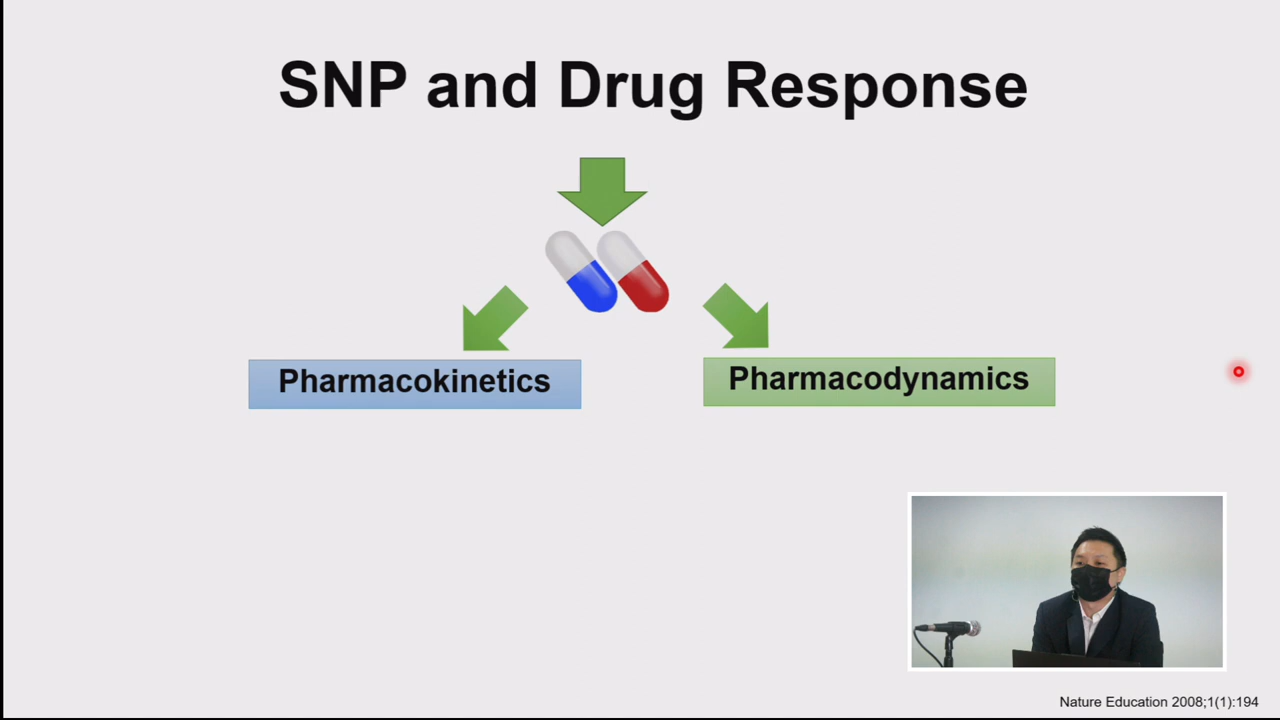 SNP and Drug Response
Pharmacokinetics
Pharmacodynamics
Nature Education 2008;1(1):194